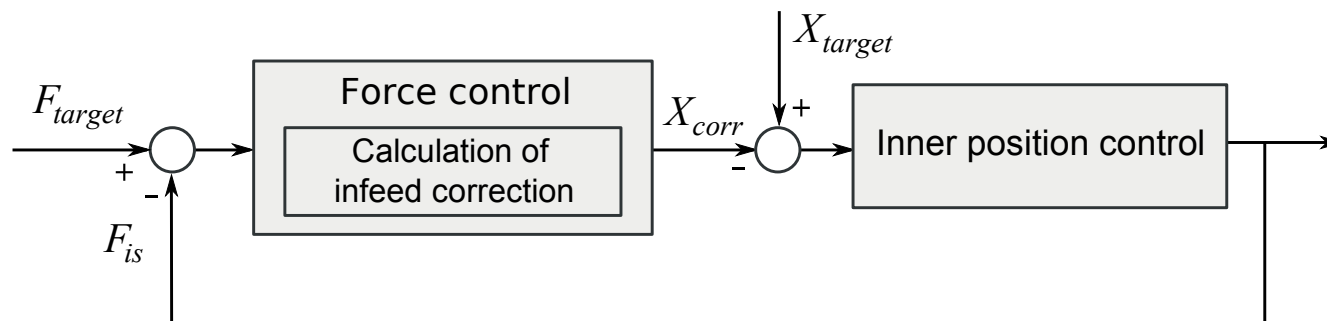 X_target
Force control
F_target
X_corr
+
Calculation of
infeed correction
Inner position control
+
-
-
F_is